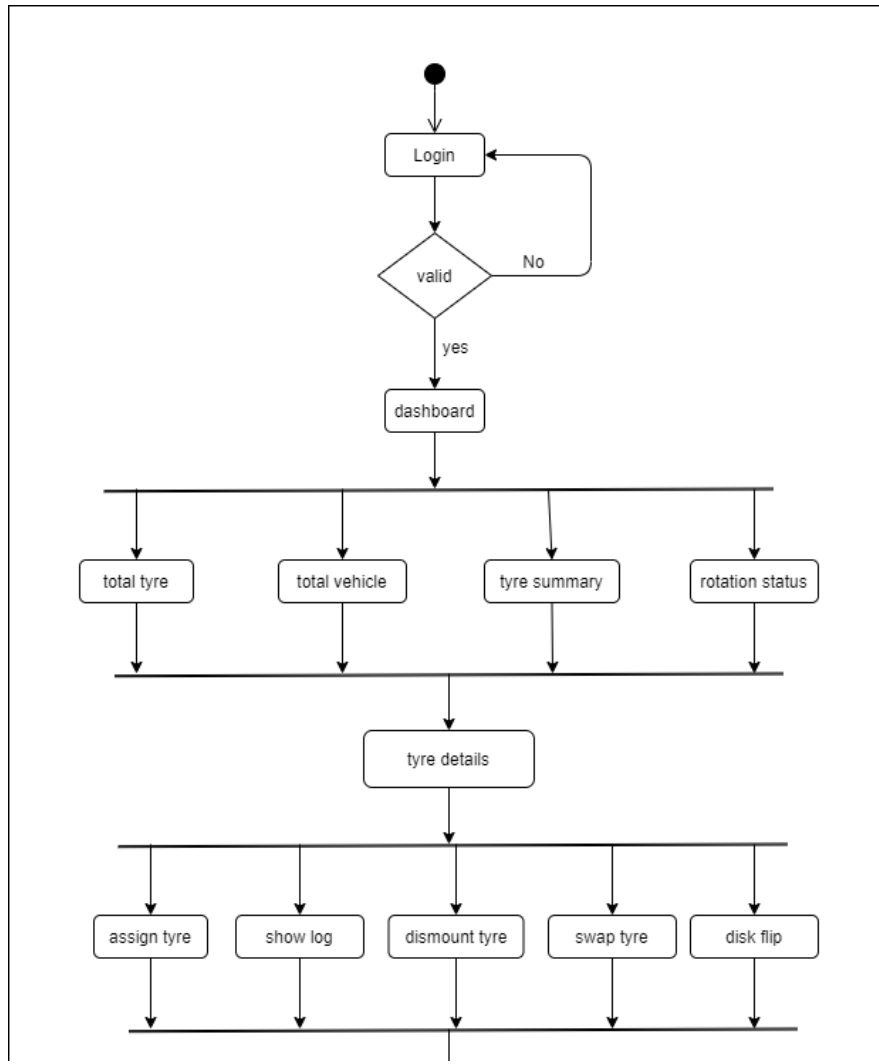 Login
valid
No
yes
dashboard
total tyre
total vehicle
tyre summary
rotation status
tyre details
assign tyre
show log
dismount tyre
swap tyre
disk flip